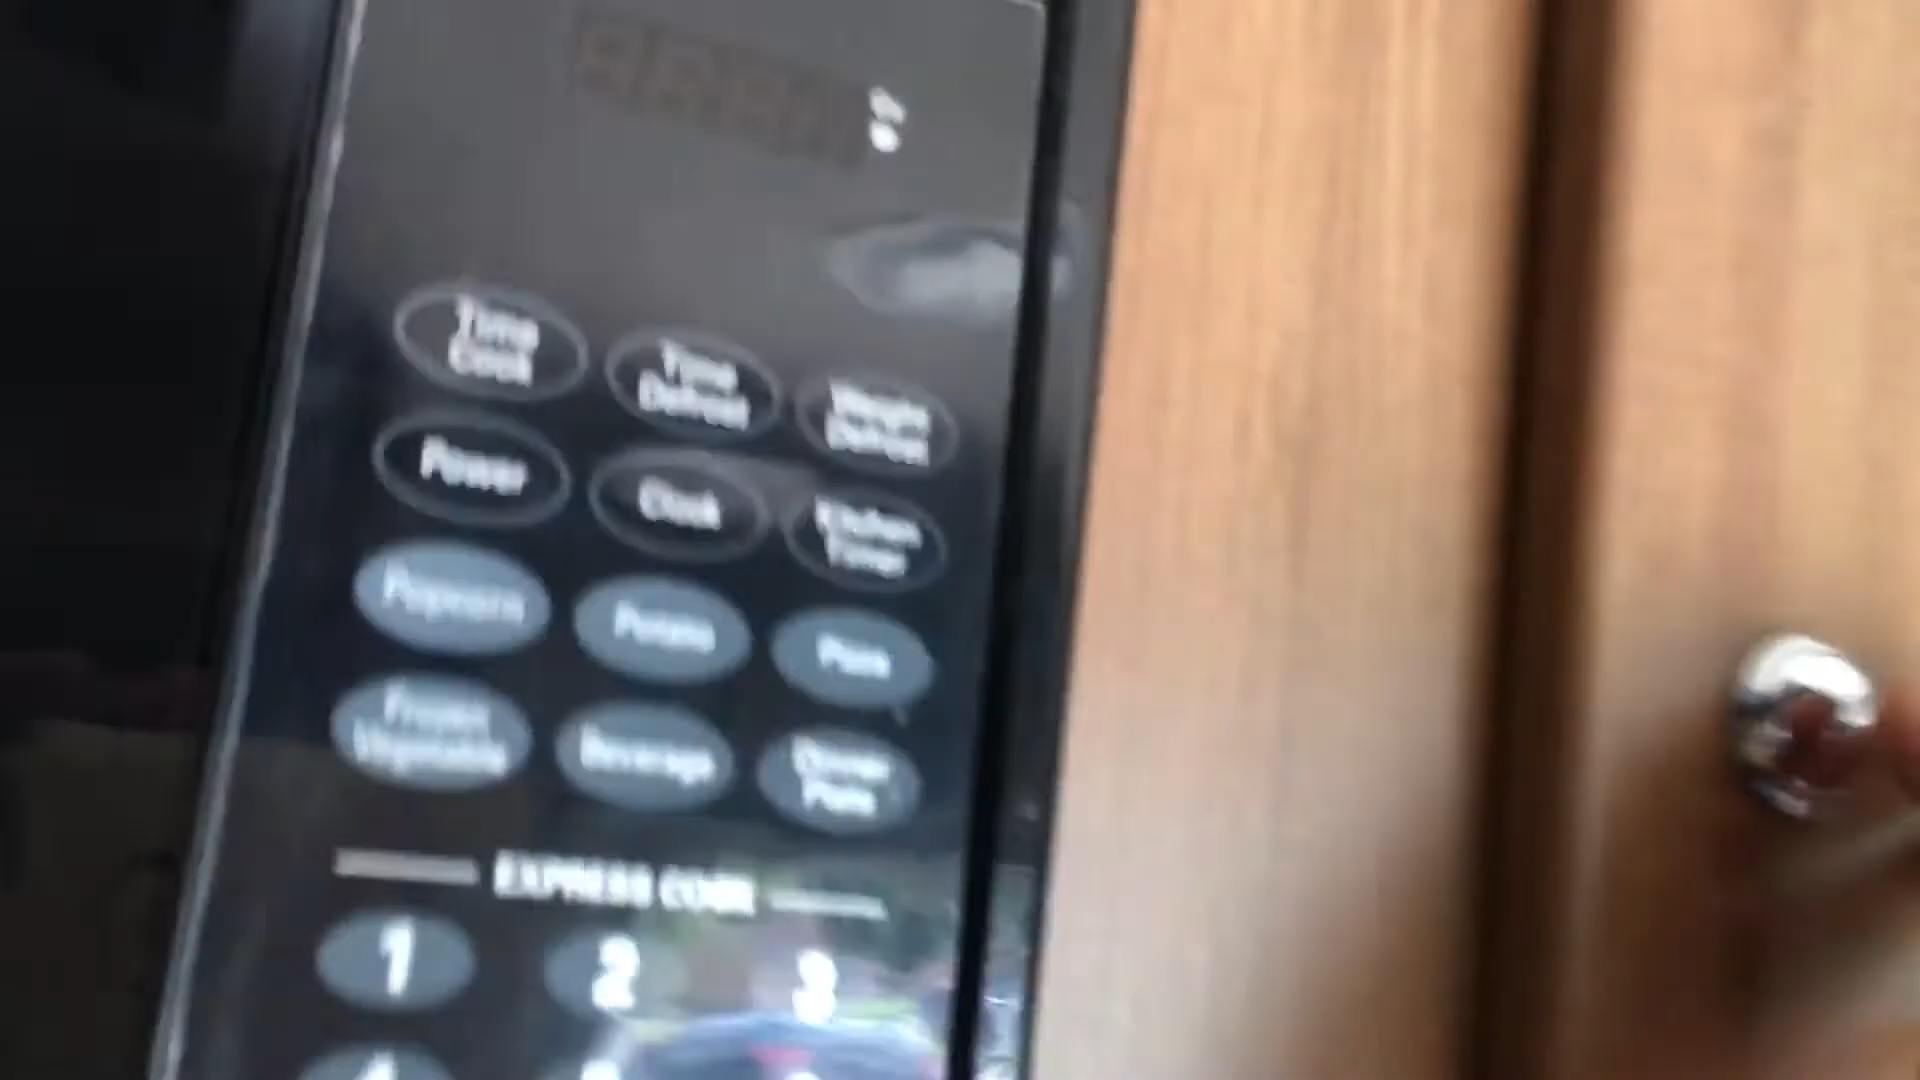 Time
Cook
Time
Defrost
Weight
Defrost
Power
Clock
Kitchen
Timer
Popcorn
Potato
Pizza
Frozen
Vegetable
Beverage
Dinner
Plate
EXPRESS COOK
1
2
3